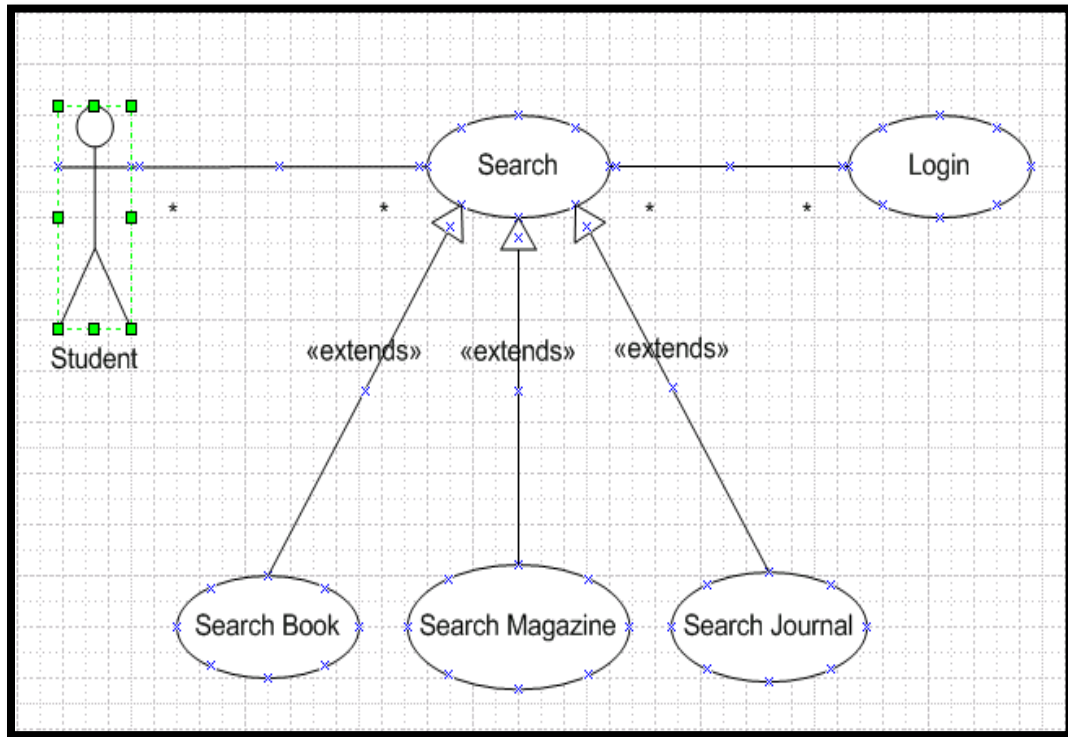 Search
Login
* * * *
Student
«extends» «extends» «extends»
Search Book
Search Magazine
Search Journal